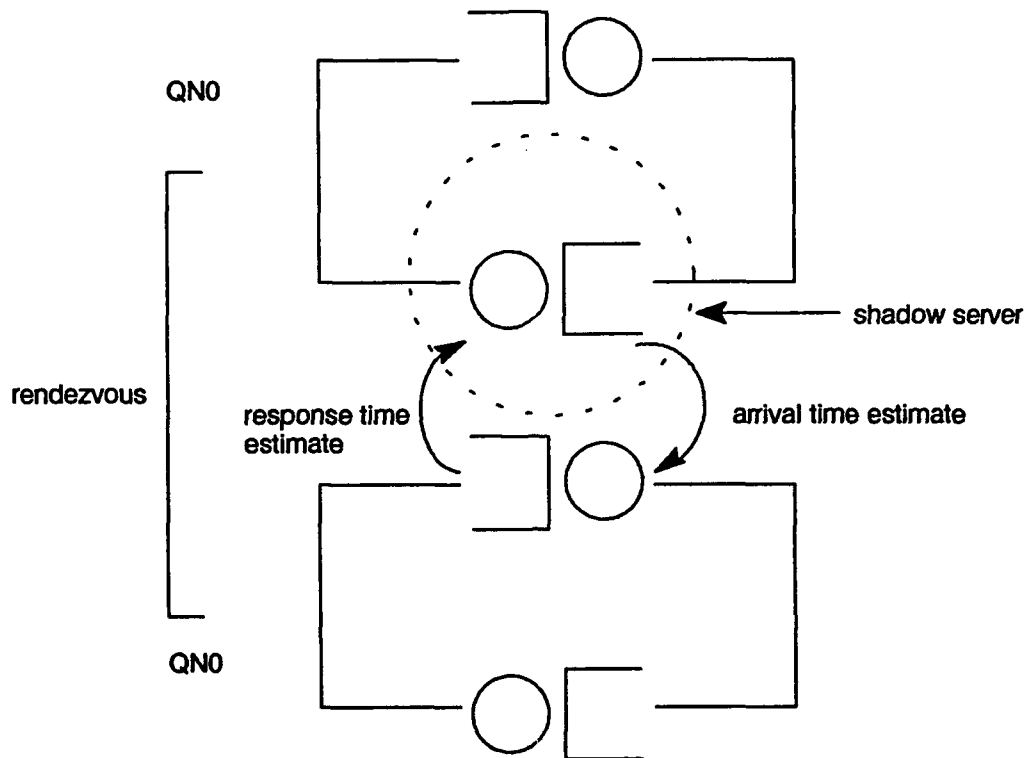 QN0
shadow server
rendezvous
response time
estimate
arrival time estimate
QN0